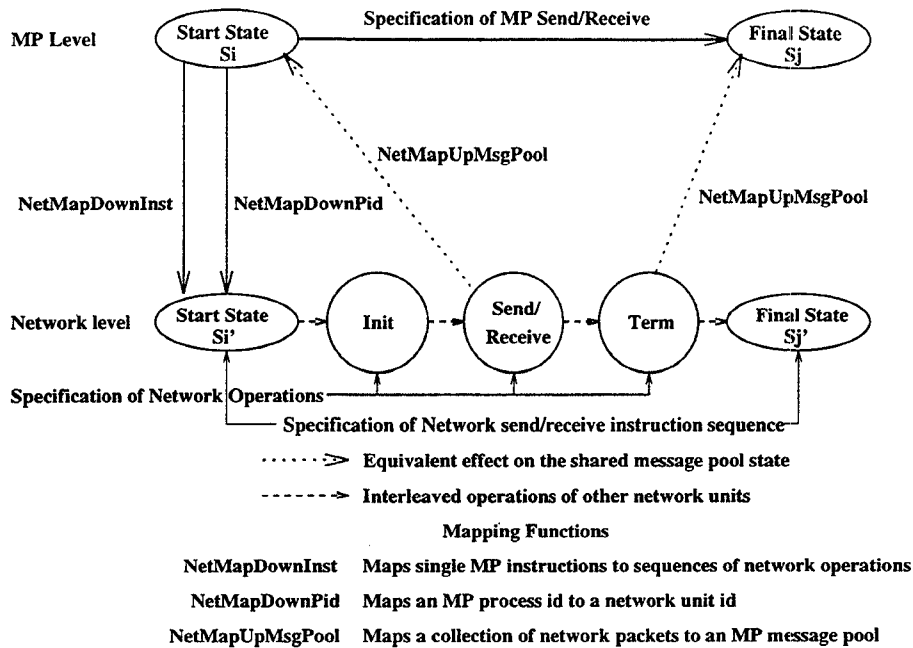 Specification of MP Send/Receive
MP Level
Start State
Si
Final State
Sj
NetMapUpMsgPool
NetMapDownInst
NetMapDownPid
NetMapUpMsgPool
Network level
Start State
Si'
Init
Send/
Receive
Term
Final State
Sj'
Specification of Network Operations
Specification of Network send/receive instruction sequence
Equivalent effect on the shared message pool state
Interleaved operations of other network units
Mapping Functions
NetMapDownInst Maps single MP instructions to sequences of network operations
NetMapDownPid Maps an MP process id to a network unit id
NetMapUpMsgPool Maps a collection of network packets to an MP message pool